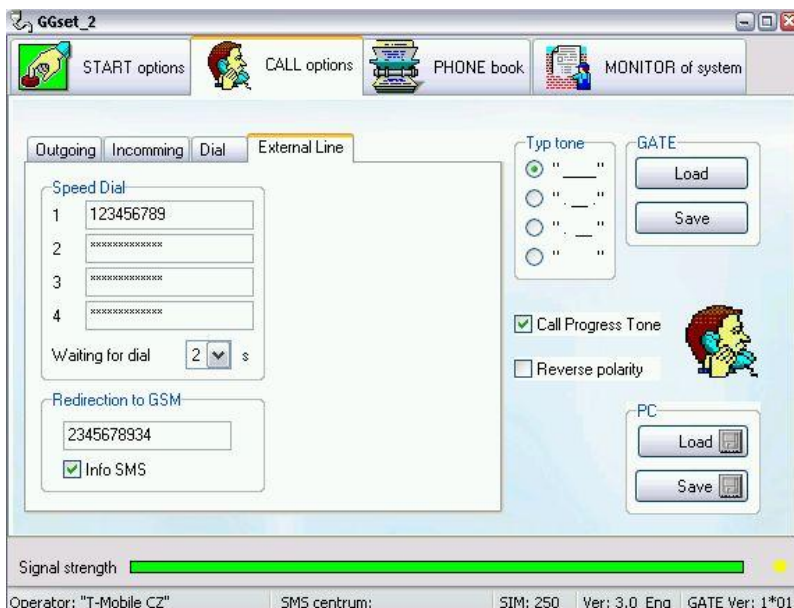 GGset_2
START options
CALL options
PHONE book
MONITOR of system
Outgoing
Incomming
Dial
External Line
Speed Dial
1 123456789
2 *************
3 *************
4 *************
Waiting for dial 2 s
Redirection to GSM
2345678934
Info SMS
Typ tone
"____"
". __ ."
". __ "
"    "
Call Progress Tone
Reverse polarity
GATE
Load
Save
PC
Load
Save
Signal strength
Operator: "T-Mobile CZ"
SMS centrum:
SIM: 250
Ver: 3.0 Eng
GATE Ver: 1*01